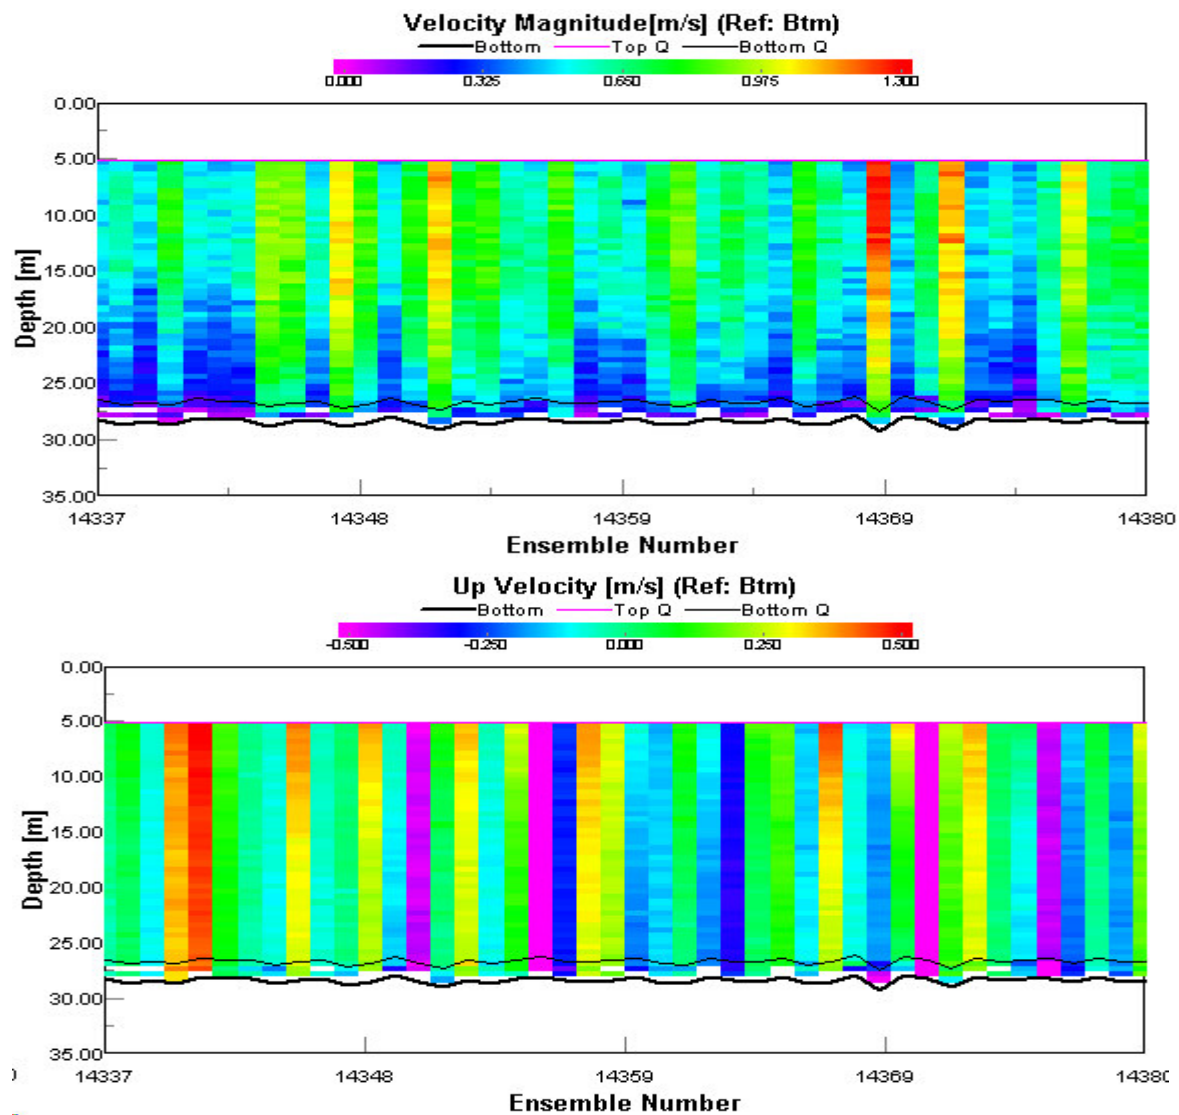 Velocity Magnitude[m/s] (Ref: Btm)
Bottom Top Q Bottom Q
0.000 0.325 0.650 0.975 1.300
0.00
5.00
10.00
15.00
20.00
25.00
30.00
35.00
Depth [m]
14337 14348 14359 14369 14380
Ensemble Number
Up Velocity [m/s] (Ref: Btm)
Bottom Top Q Bottom Q
-0.500 -0.250 0.000 0.250 0.500
0.00
5.00
10.00
15.00
20.00
25.00
30.00
35.00
Depth [m]
14337 14348 14359 14369 14380
Ensemble Number